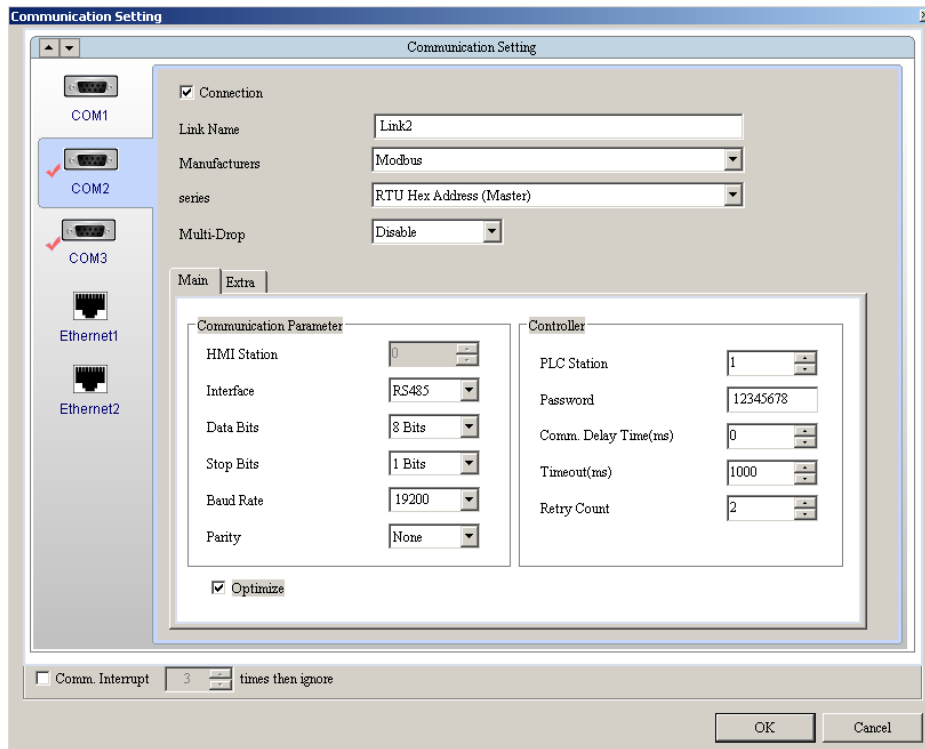 Communication Setting
Communication Setting
COM1
COM2
COM3
Ethernet1
Ethernet2
Connection
Link Name Link2
Manufacturers Modbus
series RTU Hex Address (Master)
Multi-Drop Disable
Main Extra
Communication Parameter
HMI Station 0
Interface RS485
Data Bits 8 Bits
Stop Bits 1 Bits
Baud Rate 19200
Parity None
Controller
PLC Station 1
Password 12345678
Comm. Delay Time(ms) 0
Timeout(ms) 1000
Retry Count 2
Optimize
Comm. Interrupt 3 times then ignore
OK Cancel